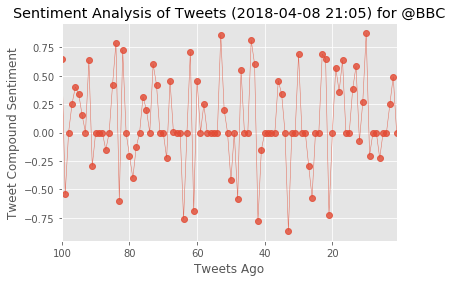 Sentiment Analysis of Tweets (2018-04-08 21:05) for @BBC
Tweet Compound Sentiment
0.75
0.50
0.25
0.00
−0.25
−0.50
−0.75
100 80 60 40 20
Tweets Ago